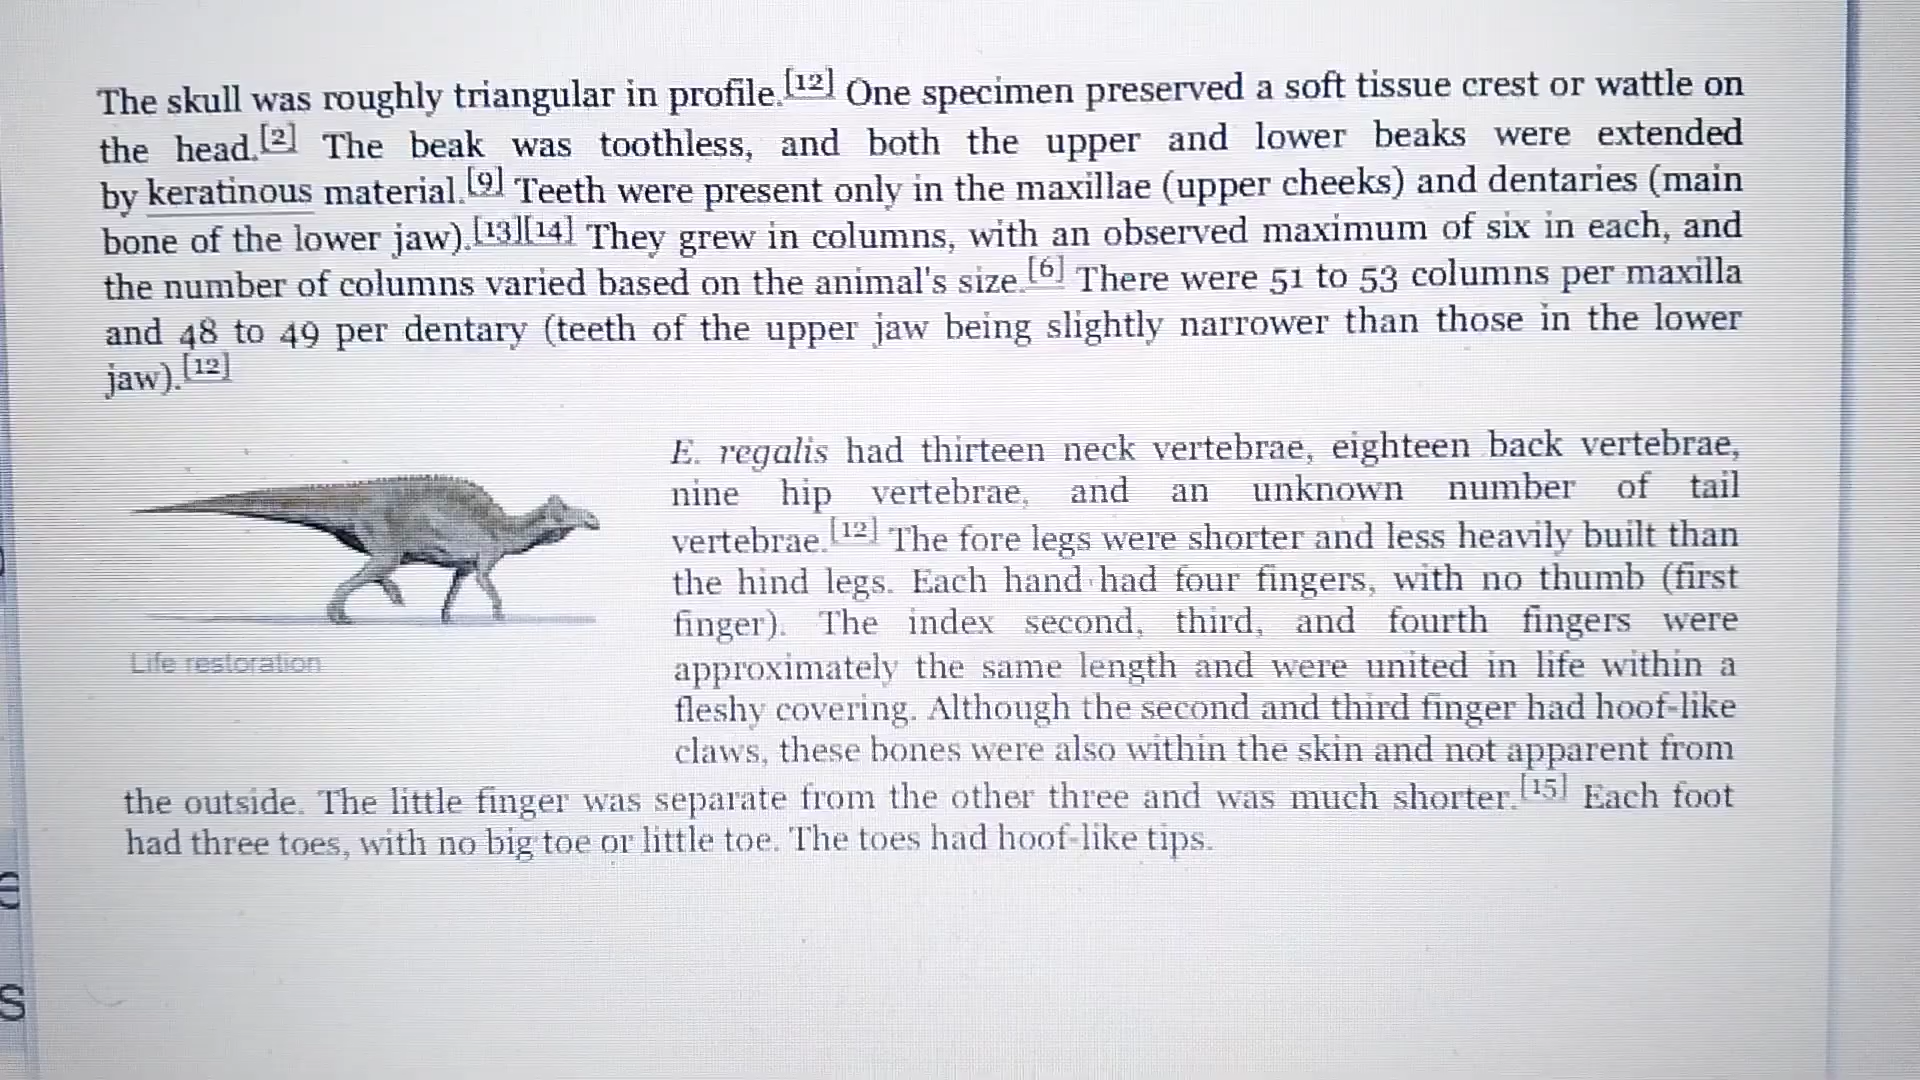 The skull was roughly triangular in profile.[12] One specimen preserved a soft tissue crest or wattle on
the head.[2] The beak was toothless, and both the upper and lower beaks were extended
by keratinous material.[9] Teeth were present only in the maxillae (upper cheeks) and dentaries (main
bone of the lower jaw).[13][14] They grew in columns, with an observed maximum of six in each, and
the number of columns varied based on the animal's size.[6] There were 51 to 53 columns per maxilla
and 48 to 49 per dentary (teeth of the upper jaw being slightly narrower than those in the lower
jaw).[12]
E. regalis had thirteen neck vertebrae, eighteen back vertebrae,
nine hip vertebrae, and an unknown number of tail
vertebrae.[12] The fore legs were shorter and less heavily built than
the hind legs. Each hand had four fingers, with no thumb (first
finger). The index second, third, and fourth fingers were
approximately the same length and were united in life within a
fleshy covering. Although the second and third finger had hoof-like
claws, these bones were also within the skin and not apparent from
the outside. The little finger was separate from the other three and was much shorter.[15] Each foot
had three toes, with no big toe or little toe. The toes had hoof-like tips.
Life restoration